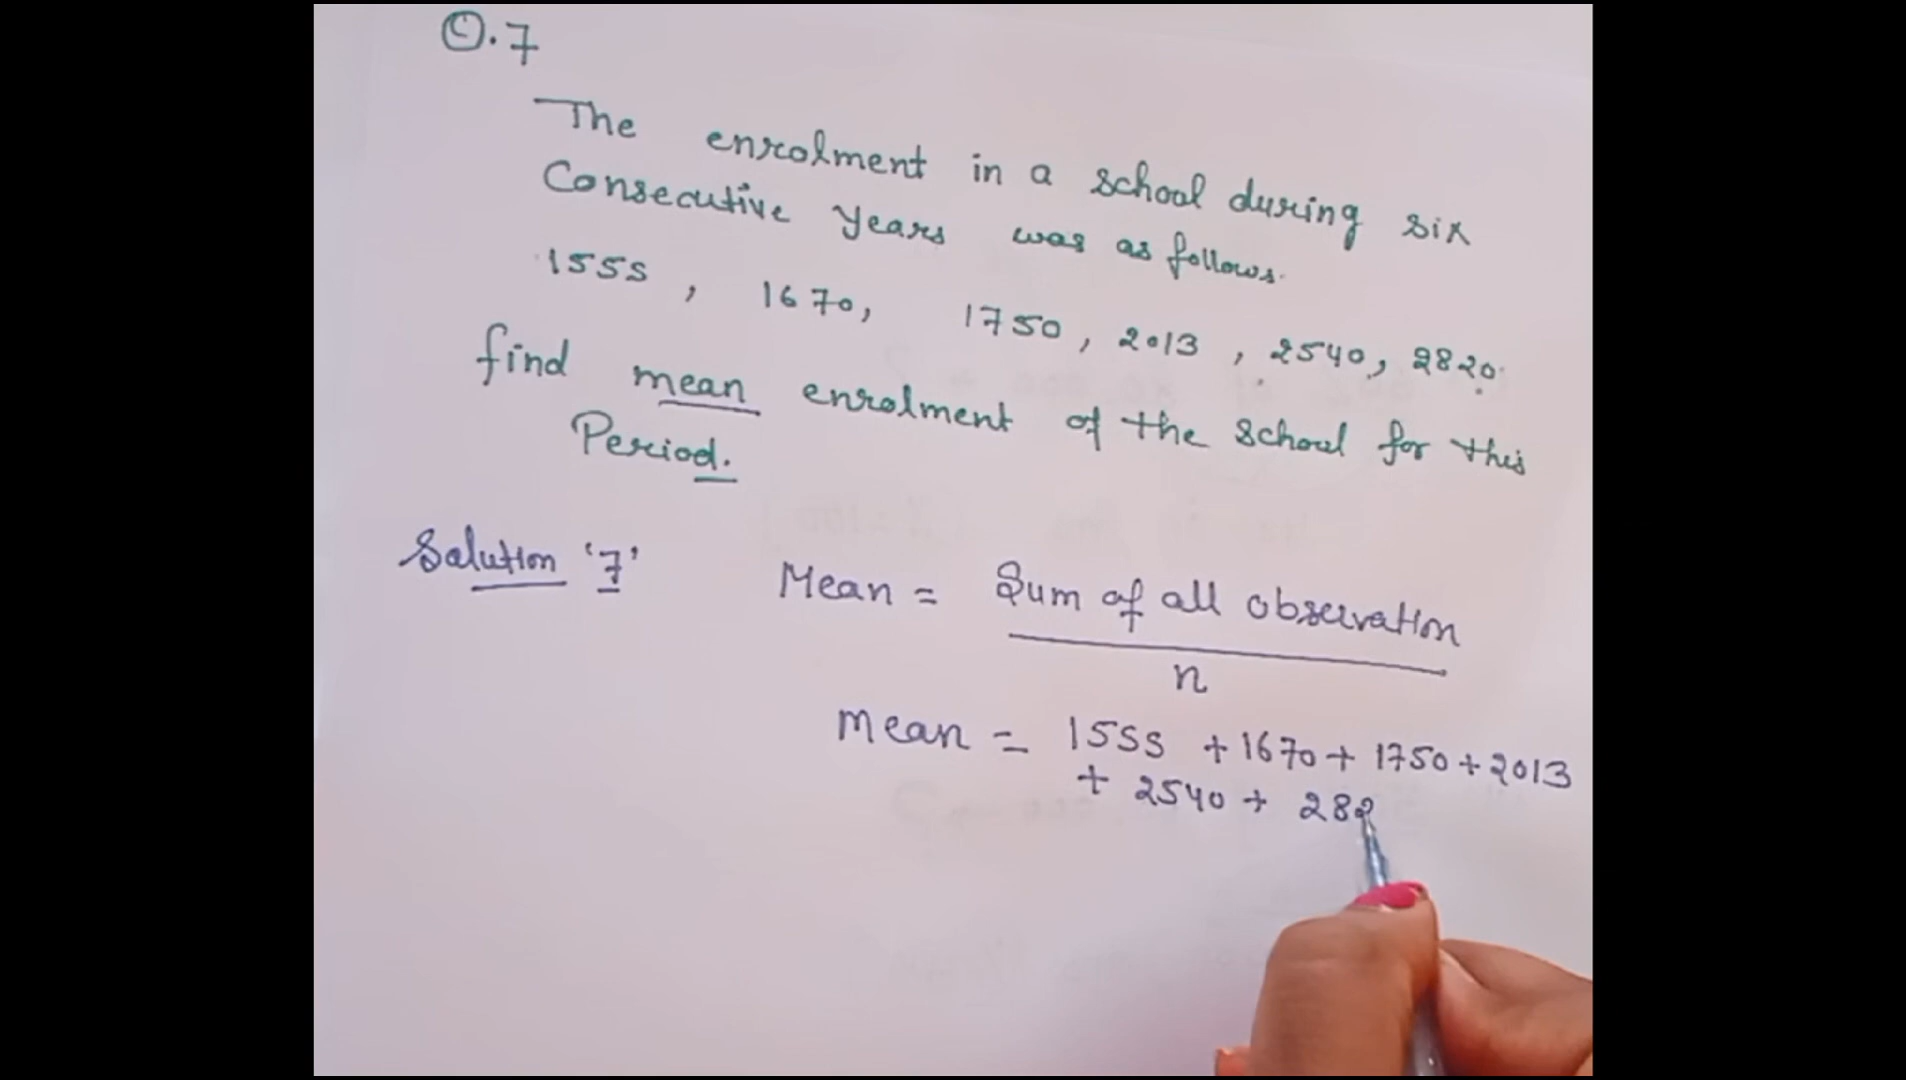 Q.7
The enrolment in a school during six
Consecutive years was as follows.
1555, 1670, 1750, 2013, 2540, 2820.
find mean enrolment of the school for this
Period.
Solution '7' Mean = Sum of all observation
n
Mean = 1555 + 1670 + 1750 + 2013
+ 2540 + 282